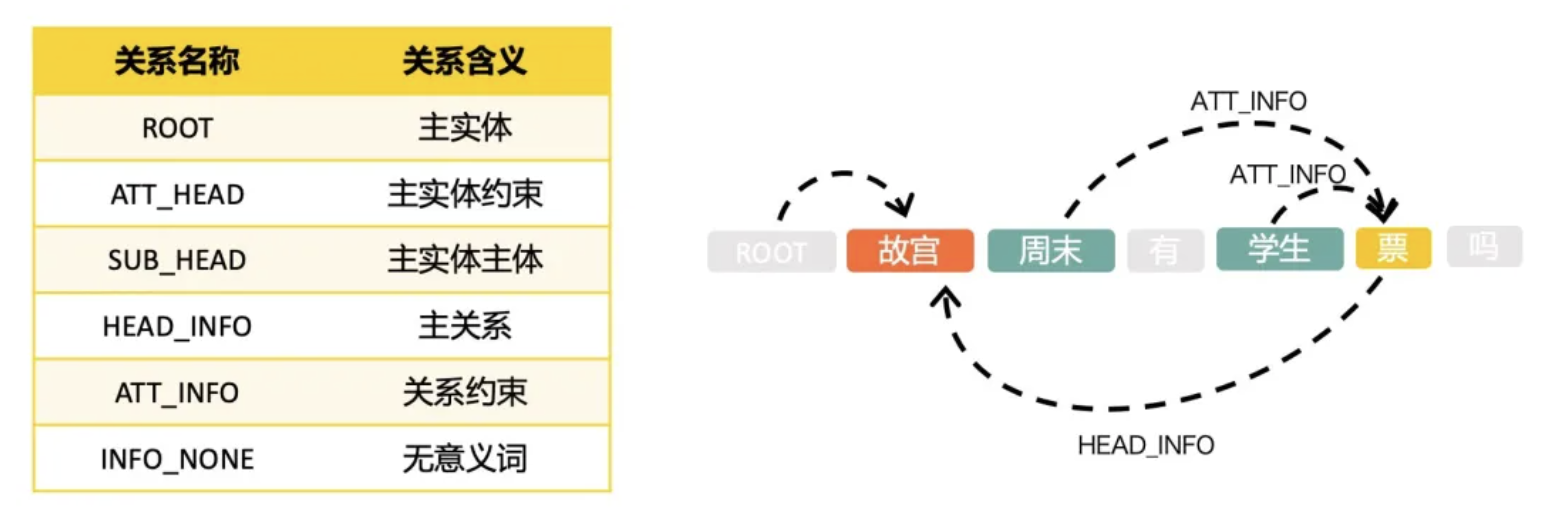 关系名称 关系含义
ROOT 主实体
ATT_HEAD 主实体约束
SUB_HEAD 主实体主体
HEAD_INFO 主关系
ATT_INFO 关系约束
INFO_NONE 无意义词
ATT_INFO
ATT_INFO
ROOT 故宫 周末 有 学生 票 吗
HEAD_INFO